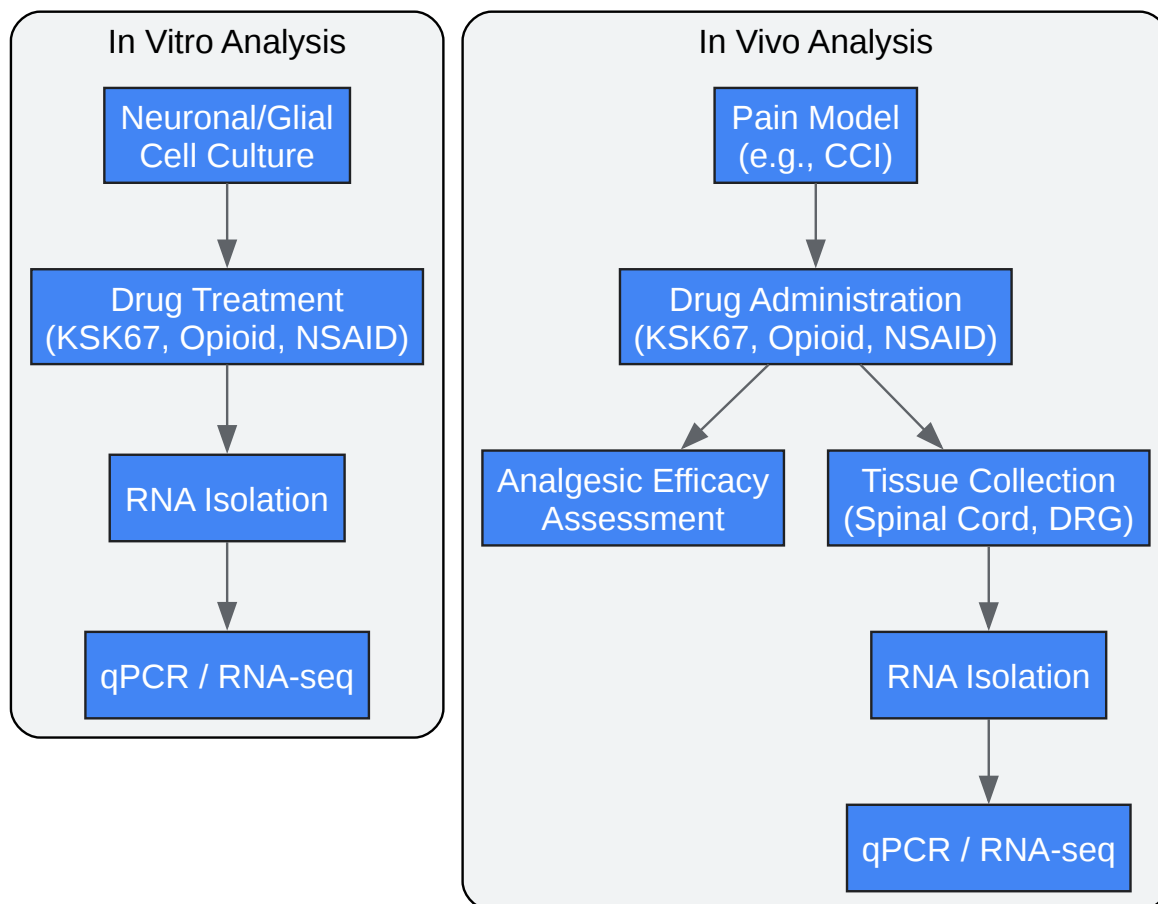 In Vitro Analysis
Neuronal/Glial
Cell Culture
Drug Treatment
(KSK67, Opioid, NSAID)
RNA Isolation
qPCR / RNA-seq
In Vivo Analysis
Pain Model
(e.g., CCI)
Drug Administration
(KSK67, Opioid, NSAID)
Analgesic Efficacy
Assessment
Tissue Collection
(Spinal Cord, DRG)
RNA Isolation
qPCR / RNA-seq